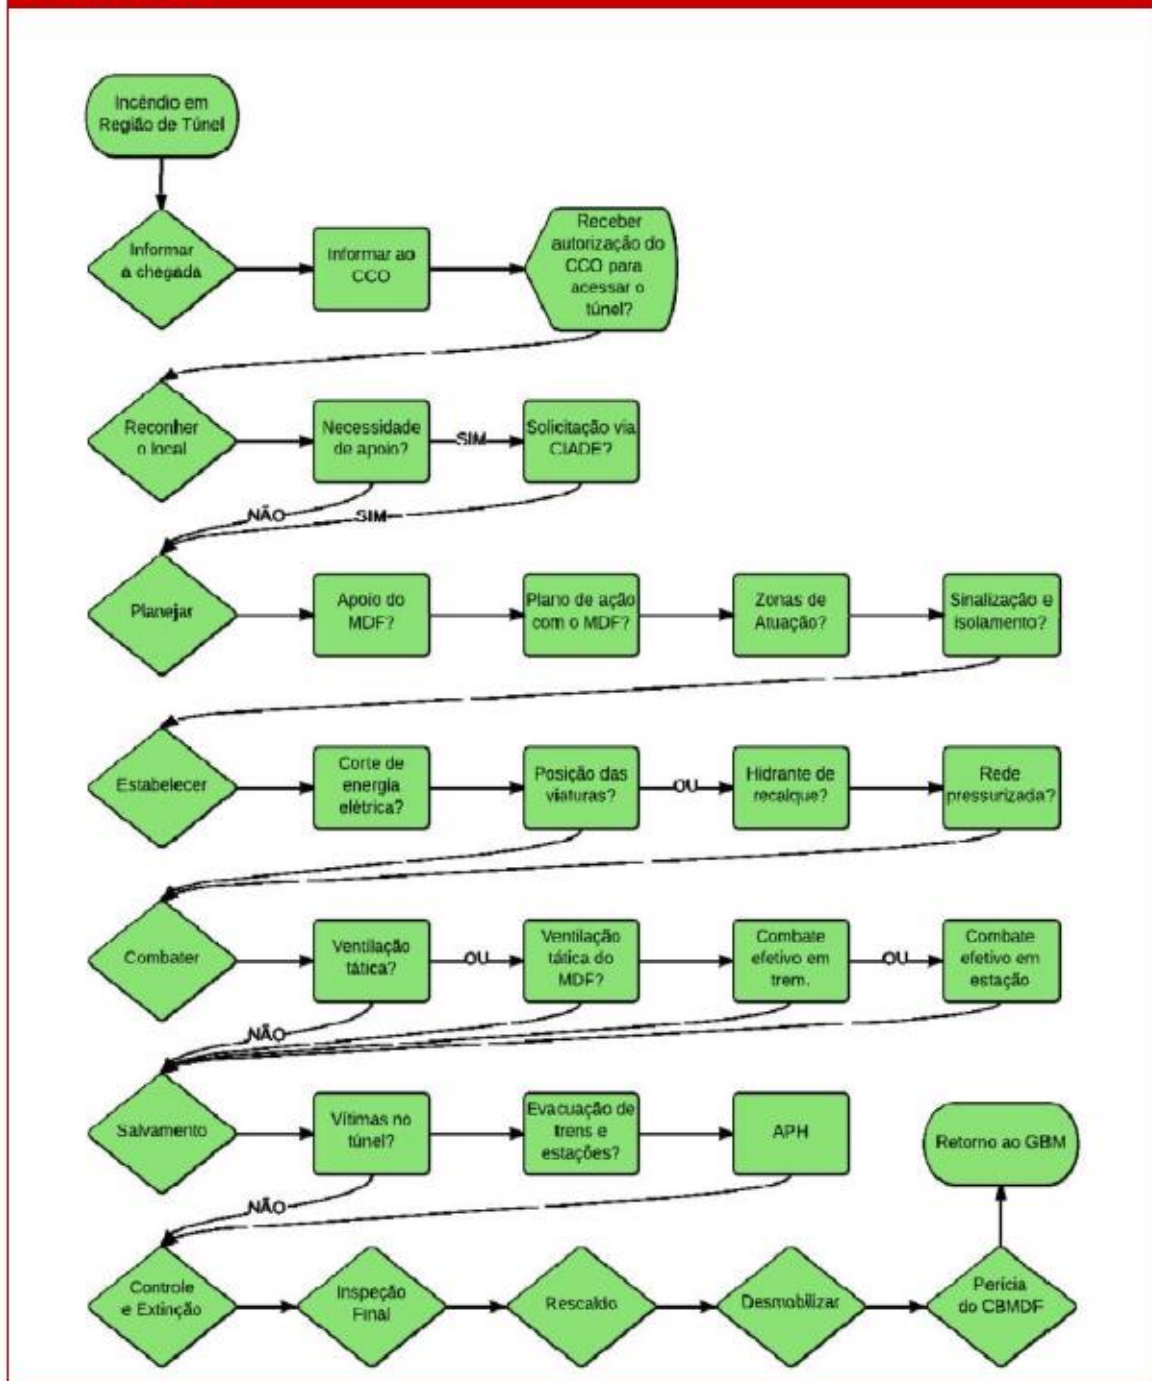 Incêndio em
Região de Túnel
Informar
a chegada
Informar ao
CCO
Receber
autorização do
CCO para
acessar o
túnel?
Reconher
o local
Necessidade
de apoio?
SIM
Solicitação via
CIADE?
NÃO
SIM
Planejar
Apoio do
MDF?
Plano de ação
com o MDF?
Zonas de
Atuação?
Sinalização e
isolamento?
Estabelecer
Corte de
energia
elétrica?
Posição das
viaturas?
OU
Hidrante de
recalque?
Rede
pressurizada?
Combater
Ventilação
tática?
OU
Ventilação
tática do
MDF?
Combate
efetivo em
trem.
OU
Combate
efetivo em
estação
NÃO
Salvamento
Vítimas no
túnel?
Evacuação de
trens e
estações?
APH
Retorno ao GBM
NÃO
Controle
e Extinção
Inspeção
Final
Rescaldo
Desmobilizar
Perícia
do CBMDF